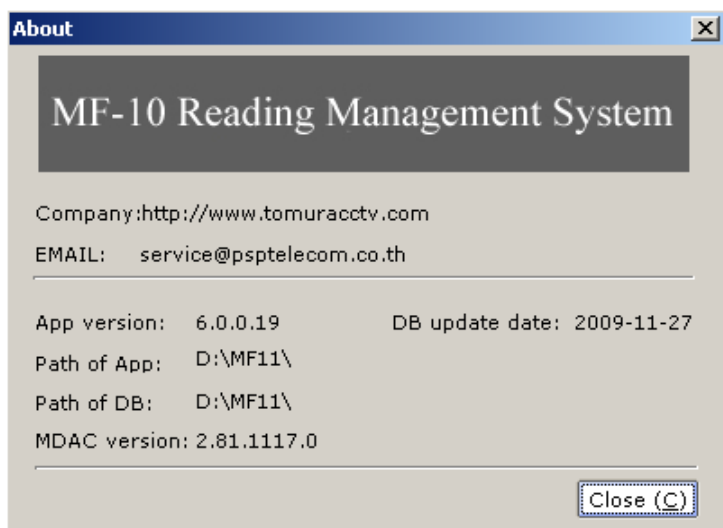 About
MF-10 Reading Management System
Company:http://www.tomuracctv.com
EMAIL: service@psptelecom.co.th
App version: 6.0.0.19 DB update date: 2009-11-27
Path of App: D:\MF11\
Path of DB: D:\MF11\
MDAC version: 2.81.1117.0
Close (C)